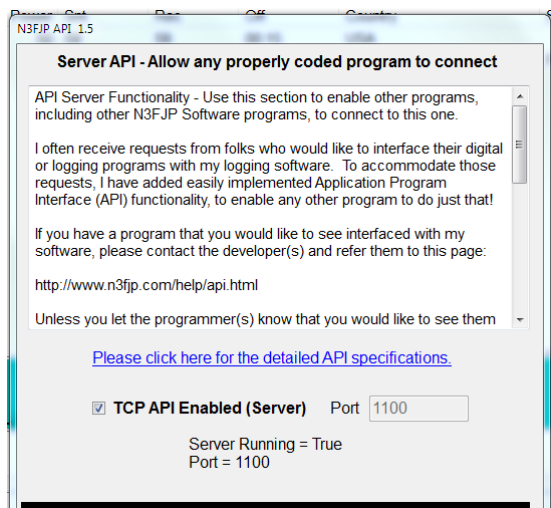 Power Snt Rec Off Country
N3FJP API 1.5
Server API - Allow any properly coded program to connect
API Server Functionality - Use this section to enable other programs,
including other N3FJP Software programs, to connect to this one.
I often receive requests from folks who would like to interface their digital
or logging programs with my logging software.  To accommodate those
requests, I have added easily implemented Application Program
Interface (API) functionality, to enable any other program to do just that!
If you have a program that you would like to see interfaced with my
software, please contact the developer(s) and refer them to this page:
http://www.n3fjp.com/help/api.html
Unless you let the programmer(s) know that you would like to see them
Please click here for the detailed API specifications.
TCP API Enabled (Server) Port 1100
Server Running = True
Port = 1100